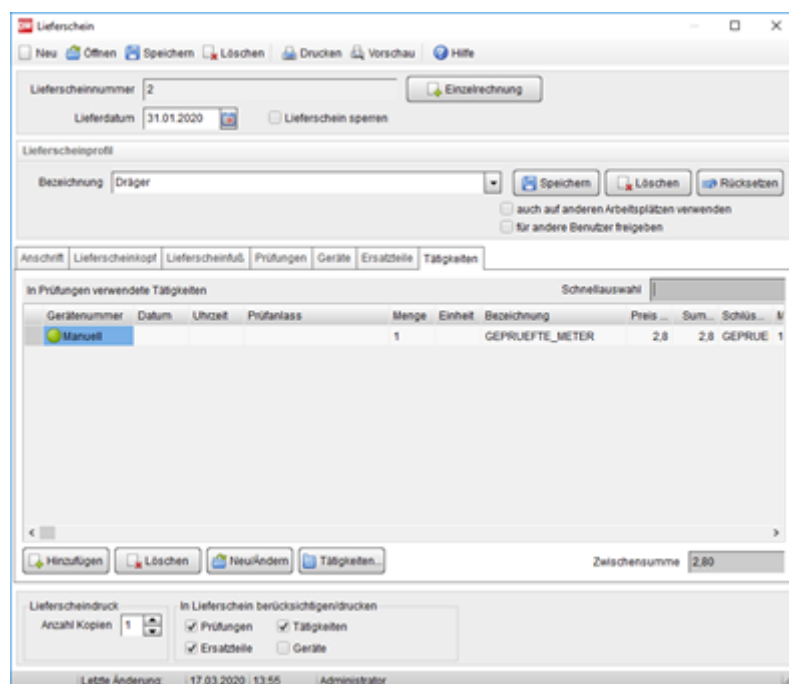 Lieferschein
Neu Öffnen Speichern Löschen Drucken Vorschau Hilfe
Lieferscheinnummer 2 Einzelrechnung
Lieferdatum 31.01.2020 Lieferschein sperren
Lieferscheinprofil
Bezeichnung Dräger Speichern Löschen Rücksetzen
auch auf anderen Arbeitsplätzen verwenden
für andere Benutzer freigeben
Anschrift Lieferscheinkopf Lieferscheinfuß Prüfungen Geräte Ersatzteile Tätigkeiten
In Prüfungen verwendete Tätigkeiten Schnellauswahl
Gerätenummer Datum Uhrzeit Prüfanlass Menge Einheit Bezeichnung Preis ... Sum... Schlüs... M
Manuell 1 GEPRUEFTE_METER 2,8 2,8 GEPRUE 1
Hinzufügen Löschen Neu/Ändern Tätigkeiten... Zwischensumme 2,80
Lieferscheindruck In Lieferschein berücksichtigen/drucken
Anzahl Kopien 1 Prüfungen Tätigkeiten
Ersatzteile Geräte
Letzte Änderung: 17.03.2020 13:55 Administrator